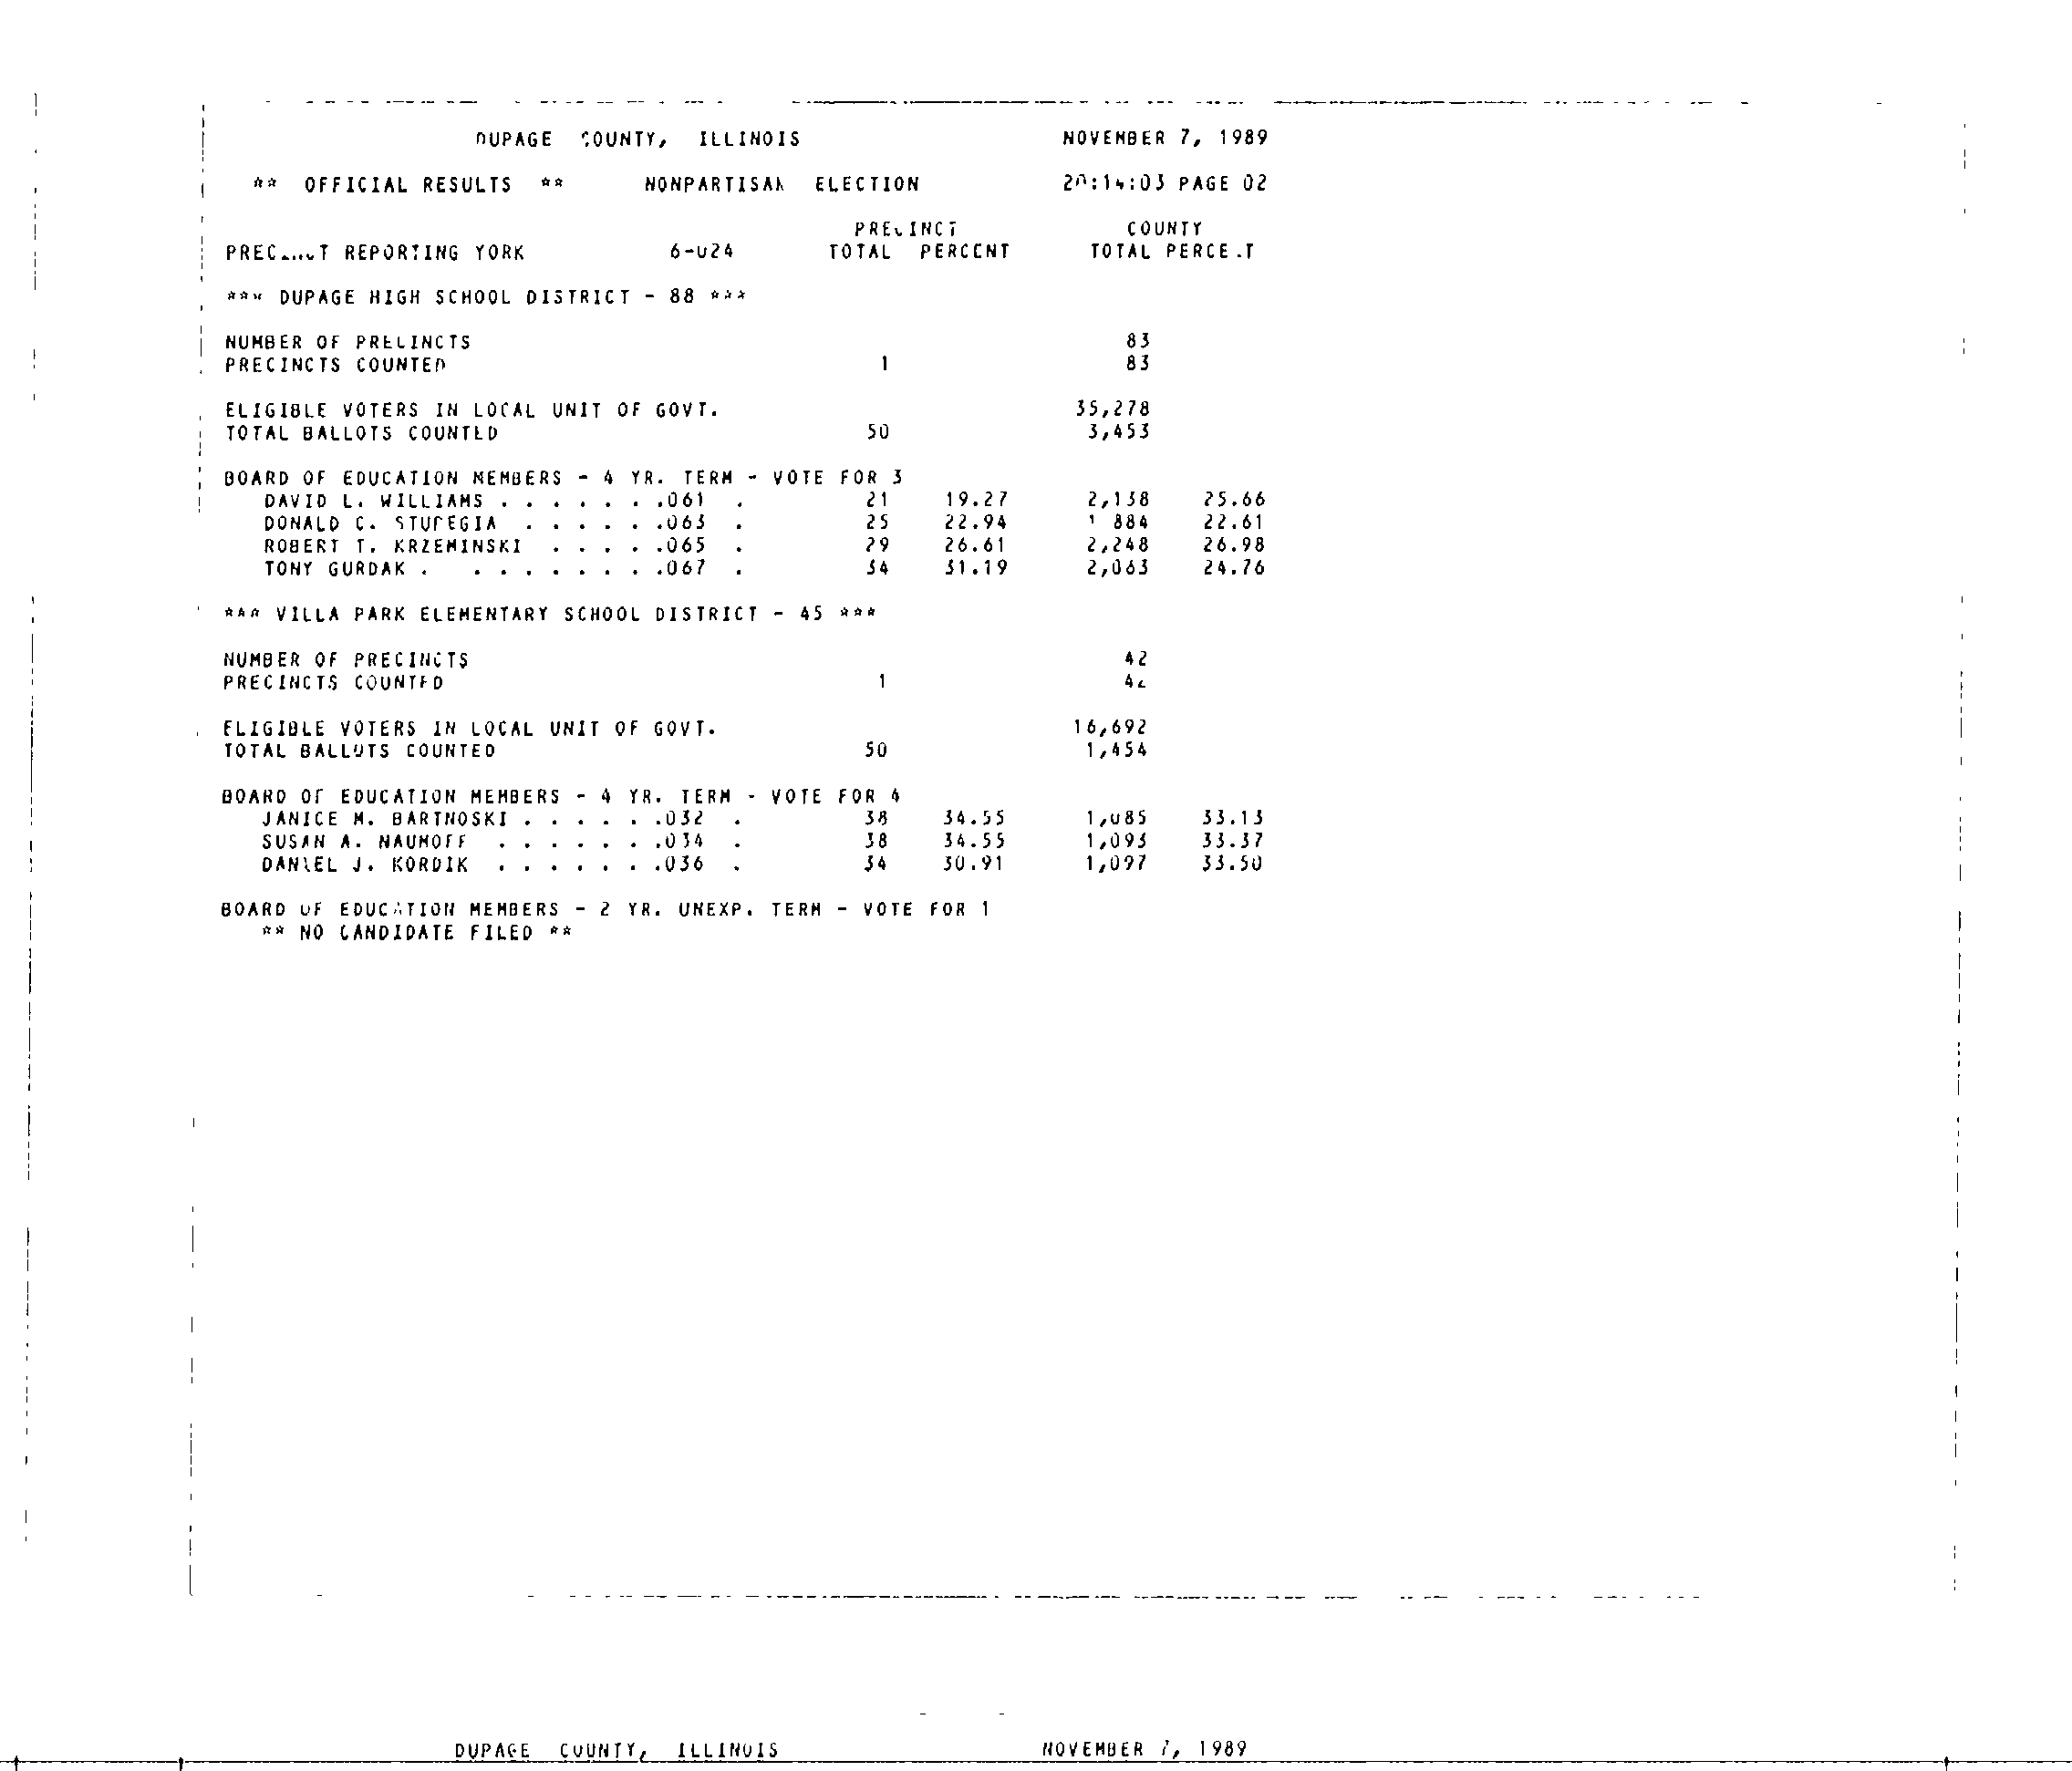 DUPAGE COUNTY, ILLINOIS NOVEMBER 7, 1989
** OFFICIAL RESULTS ** NONPARTISAN ELECTION 20:14:03 PAGE 02
PRECINCT COUNTY
PRECINCT REPORTING YORK 6-024 TOTAL PERCENT TOTAL PERCENT
*** DUPAGE HIGH SCHOOL DISTRICT - 88 ***
NUMBER OF PRECINCTS 83
PRECINCTS COUNTED 1 83
ELIGIBLE VOTERS IN LOCAL UNIT OF GOVT. 35,278
TOTAL BALLOTS COUNTED 50 3,453
BOARD OF EDUCATION MEMBERS - 4 YR. TERM - VOTE FOR 3
DAVID L. WILLIAMS . . . . . . .061 . 21 19.27 2,138 25.66
DONALD C. . . . . . .063 . 25 22.94 1 884 22.61
ROBERT T. KRZEMINSKI . . . . .065 . 29 26.61 2,248 26.98
TONY GURDAK . . . . . . . . .067 . 34 31.19 2,063 24.76
*** VILLA PARK ELEMENTARY SCHOOL DISTRICT - 45 ***
NUMBER OF PRECINCTS 42
PRECINCTS COUNTED 1 42
ELIGIBLE VOTERS IN LOCAL UNIT OF GOVT. 16,692
TOTAL BALLOTS COUNTED 50 1,454
BOARD OF EDUCATION MEMBERS - 4 YR. TERM - VOTE FOR 4
JANICE M. BARTNOSKI . . . . . .032 . 38 34.55 1,085 33.13
SUSAN A. NAUMOFF . . . . . . .034 . 38 34.55 1,093 33.37
DANIEL J. KORDIK . . . . . . .036 . 34 30.91 1,097 33.50
BOARD OF EDUCATION MEMBERS - 2 YR. UNEXP. TERM - VOTE FOR 1
** NO CANDIDATE FILED **
DUPAGE COUNTY, ILLINOIS NOVEMBER 7, 1989